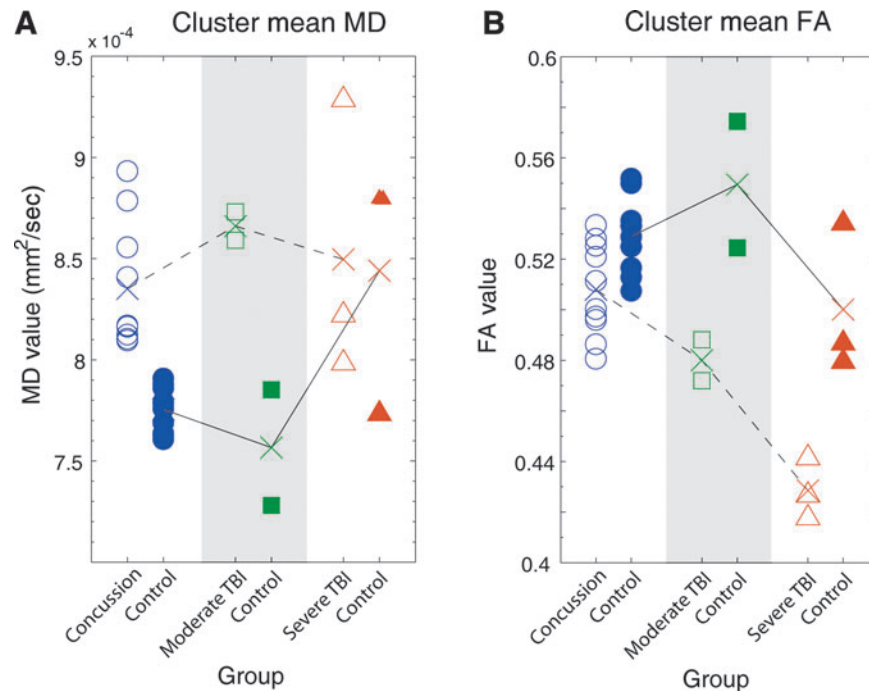 A Cluster mean MD
x 10-4
9.5
9
8.5
8
7.5
MD value (mm2/sec)
Concussion
Control
Moderate TBI
Control
Severe TBI
Control
Group
B Cluster mean FA
0.6
0.56
0.52
0.48
0.44
0.4
FA value
Concussion
Control
Moderate TBI
Control
Severe TBI
Control
Group